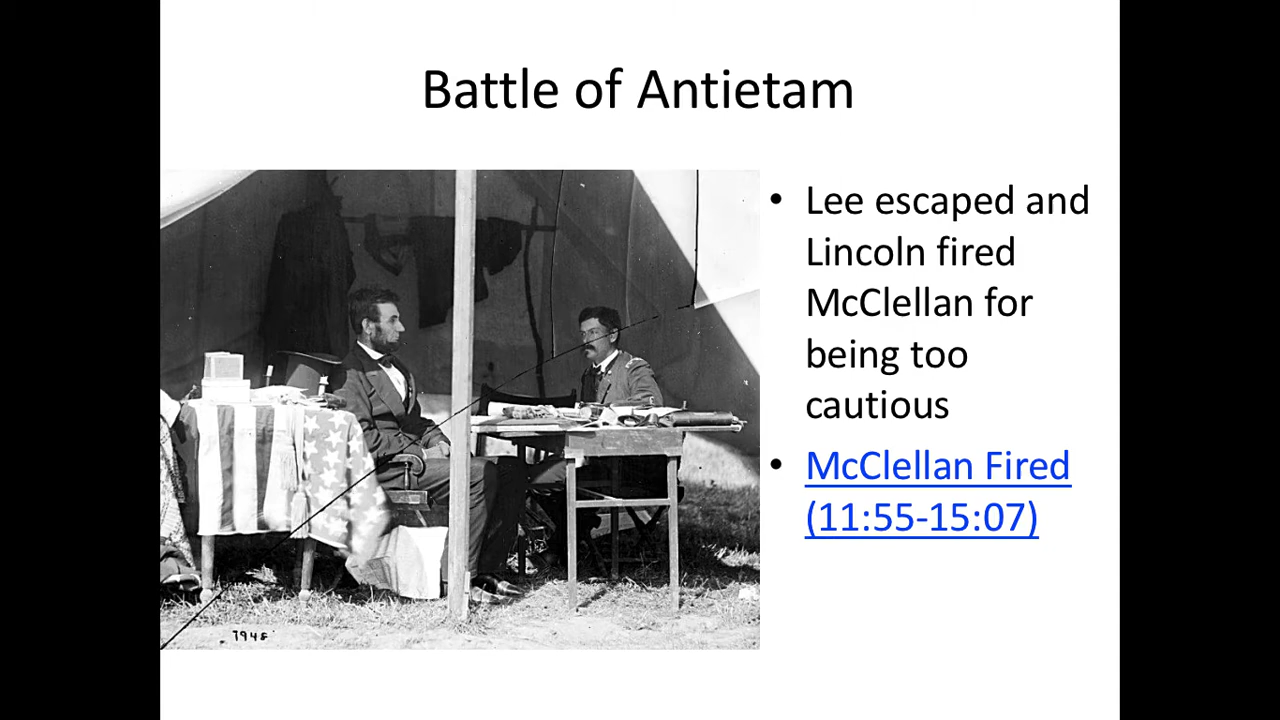 Battle of Antietam
• Lee escaped and
Lincoln fired
McClellan for
being too
cautious
• McClellan Fired
(11:55-15:07)
7948